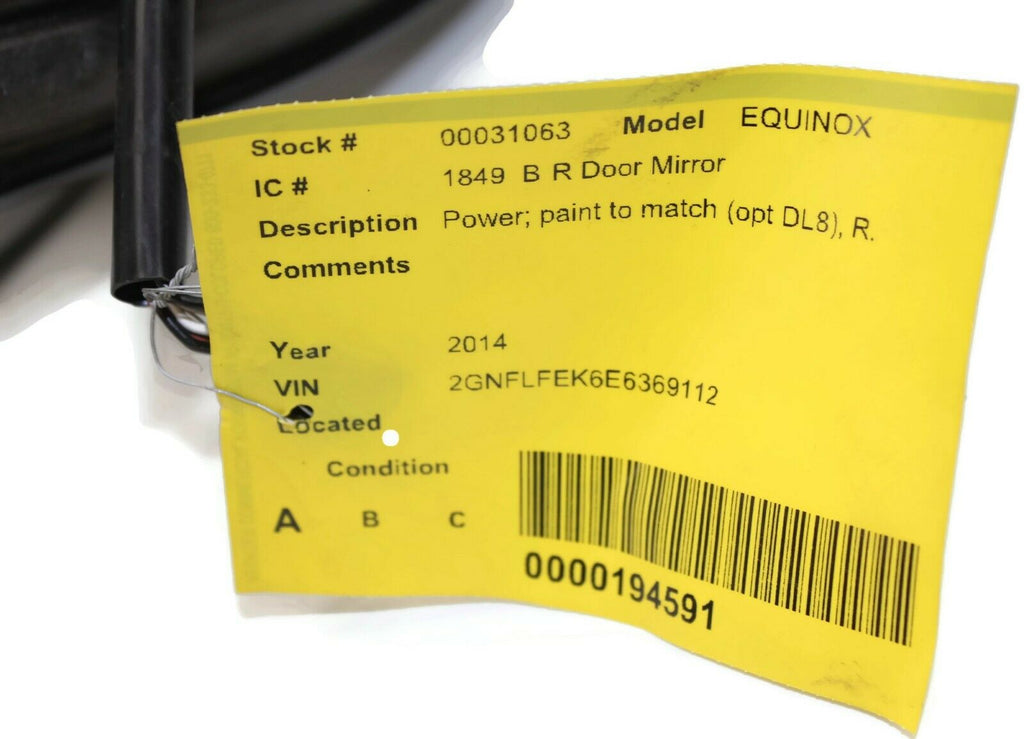 Stock # 00031063 Model EQUINOX
IC # 1849 B R Door Mirror
Description Power; paint to match (opt DL8), R.
Comments
Year 2014
VIN 2GNFLFEK6E6369112
Located
Condition
A B C
0000194591